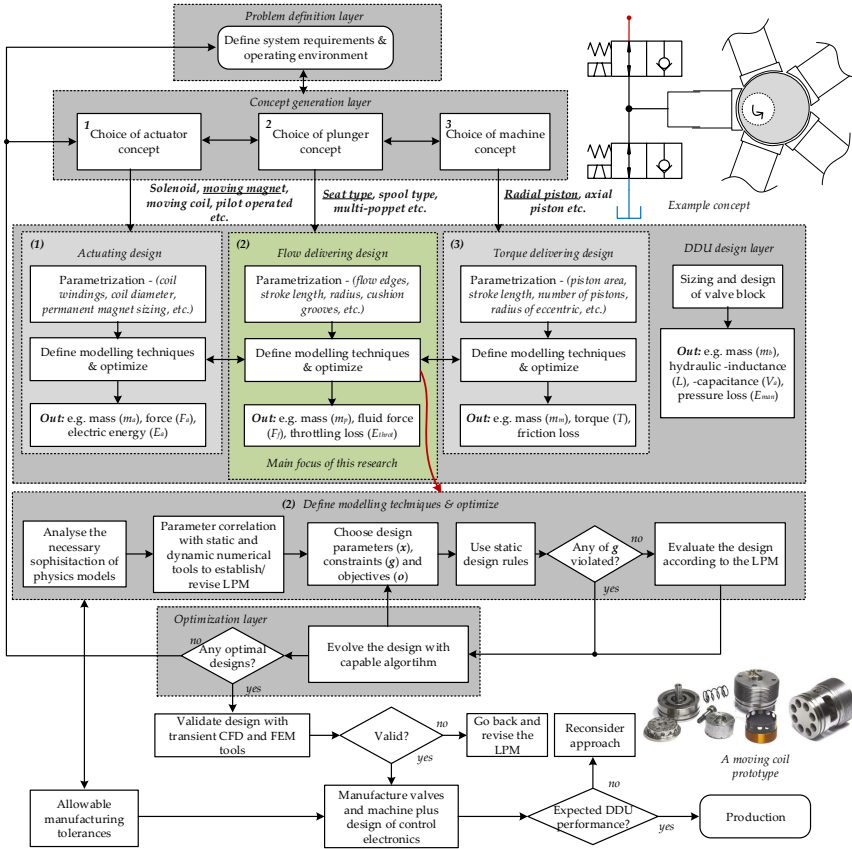 Problem definition layer
Define system requirements &
operating environment
Concept generation layer
1
Choice of actuator
concept
2
Choice of plunger
concept
3
Choice of machine
concept
Solenoid, moving magnet,
moving coil, pilot operated
etc.
Seat type, spool type,
multi-poppet etc.
Radial piston, axial
piston etc.
Example concept
(1)
Actuating design
Parametrization - (coil
windings, coil diameter,
permanent magnet sizing, etc.)
Define modelling techniques
& optimize
Out: e.g. mass (ma), force (Fa),
electric energy (Ea)
(2)
Flow delivering design
Parametrization - (flow edges,
stroke length, radius, cushion
grooves, etc.)
Define modelling techniques
& optimize
Out: e.g. mass (mp), fluid force
(Ff), throttling loss (Ethrot)
Main focus of this research
(3)
Torque delivering design
Parametrization - (piston area,
stroke length, number of pistons,
radius of eccentric, etc.)
Define modelling techniques
& optimize
Out: e.g. mass (mm), torque (T),
friction loss
DDU design layer
Sizing and design
of valve block
Out: e.g. mass (mb),
hydraulic -inductance
(L), -capacitance (Va),
pressure loss (Eman)
(2) Define modelling techniques & optimize
Analyse the
necessary
sophisitaction of
physics models
Parameter correlation
with static and
dynamic numerical
tools to establish/
revise LPM
Choose design
parameters (x),
constraints (g) and
objectives (o)
Use static
design rules
Any of g
violated?
no
yes
Evaluate the design
according to the LPM
Optimization layer
no
Any optimal
designs?
yes
Evolve the design with
capable algortihm
Validate design with
transient CFD and FEM
tools
Valid?
no
yes
Go back and
revise the
LPM
Reconsider
approach
A moving coil
prototype
Allowable
manufacturing
tolerances
Manufacture valves
and machine plus
design of control
electronics
no
Expected DDU
performance?
yes
Production